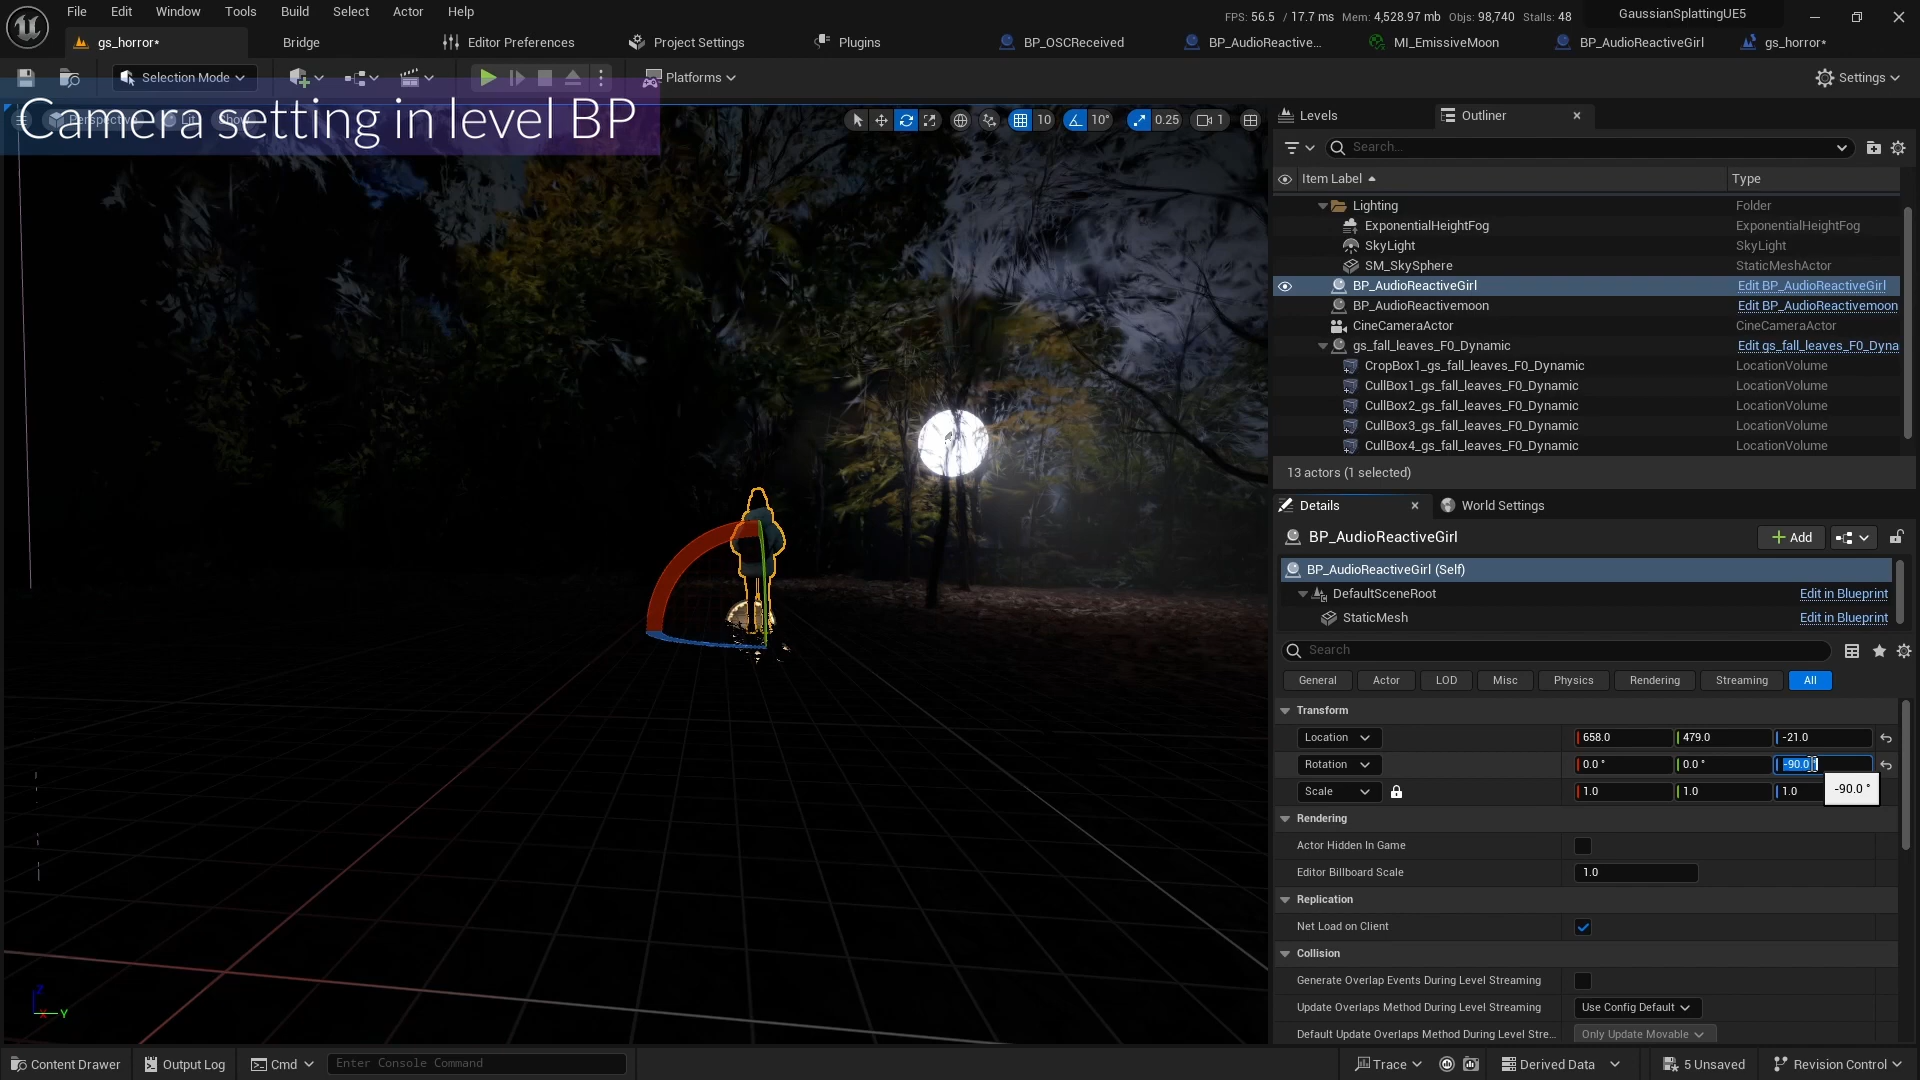 File Edit Window Tools Build Select Actor Help
FPS: 56.5 / 17.7 ms Mem: 4,528.97 mb Objs: 98,740 Stalls: 48
GaussianSplattingUE5
gs_horror*
Bridge
Editor Preferences
Project Settings
Plugins
BP_OSCReceived
BP_AudioReactive...
MI_EmissiveMoon
BP_AudioReactiveGirl
gs_horror*
Selection Mode
Platforms
Settings
Camera setting in level BP
10
10°
0.25
1
Levels
Outliner
Search...
Item Label
Type
Lighting
Folder
ExponentialHeightFog
ExponentialHeightFog
SkyLight
SkyLight
SM_SkySphere
StaticMeshActor
BP_AudioReactiveGirl
Edit BP_AudioReactiveGirl
BP_AudioReactivemoon
Edit BP_AudioReactivemoon
CineCameraActor
CineCameraActor
gs_fall_leaves_F0_Dynamic
Edit gs_fall_leaves_F0_Dyna
CropBox1_gs_fall_leaves_F0_Dynamic
LocationVolume
CullBox1_gs_fall_leaves_F0_Dynamic
LocationVolume
CullBox2_gs_fall_leaves_F0_Dynamic
LocationVolume
CullBox3_gs_fall_leaves_F0_Dynamic
LocationVolume
CullBox4_gs_fall_leaves_F0_Dynamic
LocationVolume
13 actors (1 selected)
Details
World Settings
BP_AudioReactiveGirl
Add
BP_AudioReactiveGirl (Self)
DefaultSceneRoot
Edit in Blueprint
StaticMesh
Edit in Blueprint
Search
General Actor LOD Misc Physics Rendering Streaming All
Transform
Location 658.0 479.0 -21.0
Rotation 0.0 ° 0.0 ° -90.0 °
Scale 1.0 1.0 1.0
-90.0 °
Rendering
Actor Hidden In Game
Editor Billboard Scale 1.0
Replication
Net Load on Client
Collision
Generate Overlap Events During Level Streaming
Update Overlaps Method During Level Streaming Use Config Default
Default Update Overlaps Method During Level Stre... Only Update Movable
Z
X
Y
Content Drawer
Output Log
Cmd
Enter Console Command
Trace
Derived Data
5 Unsaved
Revision Control